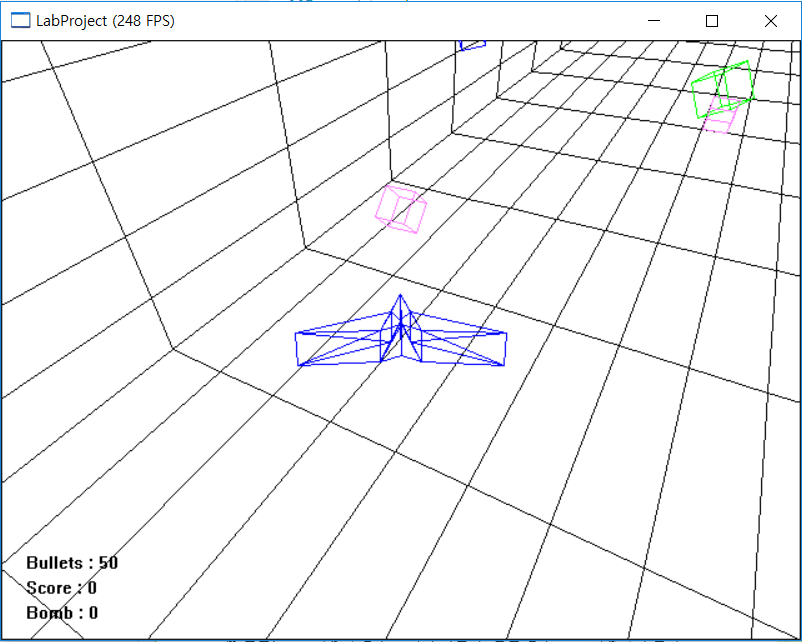 LabProject (248 FPS)
Bullets : 50
Score : 0
Bomb : 0